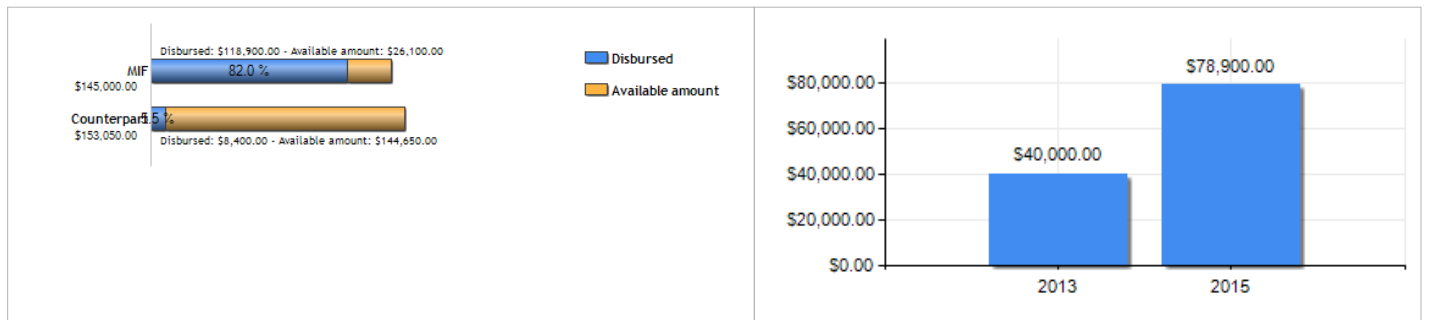 Disbursed: $118,900.00 - Available amount: $26,100.00
MIF
82.0 %
$145,000.00
Counterpart
5.5 %
$153,050.00
Disbursed: $8,400.00 - Available amount: $144,650.00
Disbursed
Available amount
$78,900.00
$80,000.00
$60,000.00
$40,000.00
$40,000.00
$20,000.00
$0.00
2013
2015